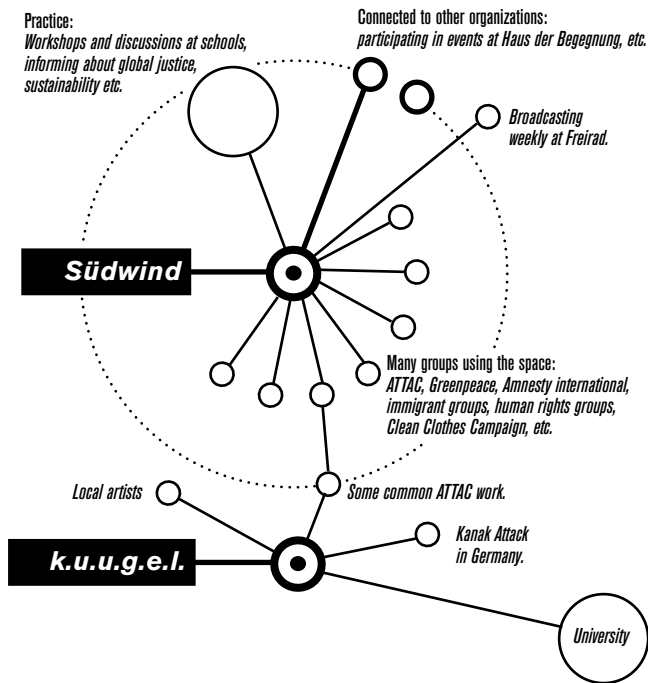 Practice:
Workshops and discussions at schools,
informing about global justice,
sustainability etc.
Connected to other organizations:
participating in events at Haus der Begegnung, etc.
Broadcasting
weekly at Freirad.
Südwind
Many groups using the space:
ATTAC, Greenpeace, Amnesty international,
immigrant groups, human rights groups,
Clean Clothes Campaign, etc.
Local artists
Some common ATTAC work.
k.u.u.g.e.l.
Kanak Attack
in Germany.
University